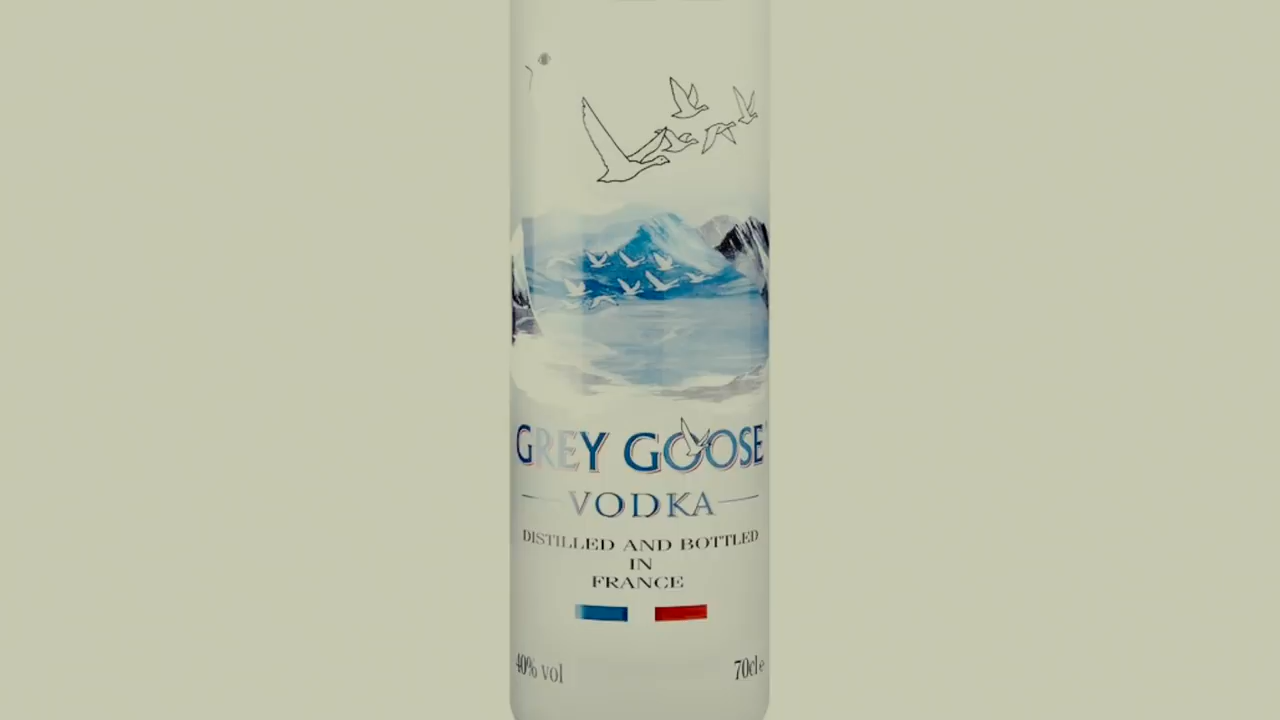 GREY GOOSE
VODKA
DISTILLED AND BOTTLED
IN
FRANCE
40% vol
70cl e